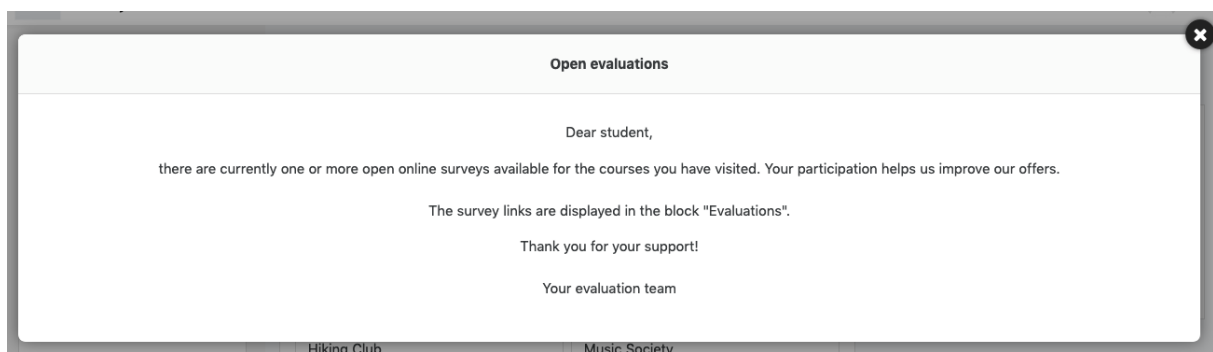 Open evaluations
Dear student,
there are currently one or more open online surveys available for the courses you have visited. Your participation helps us improve our offers.
The survey links are displayed in the block "Evaluations".
Thank you for your support!
Your evaluation team
Hiking Club
Music Society